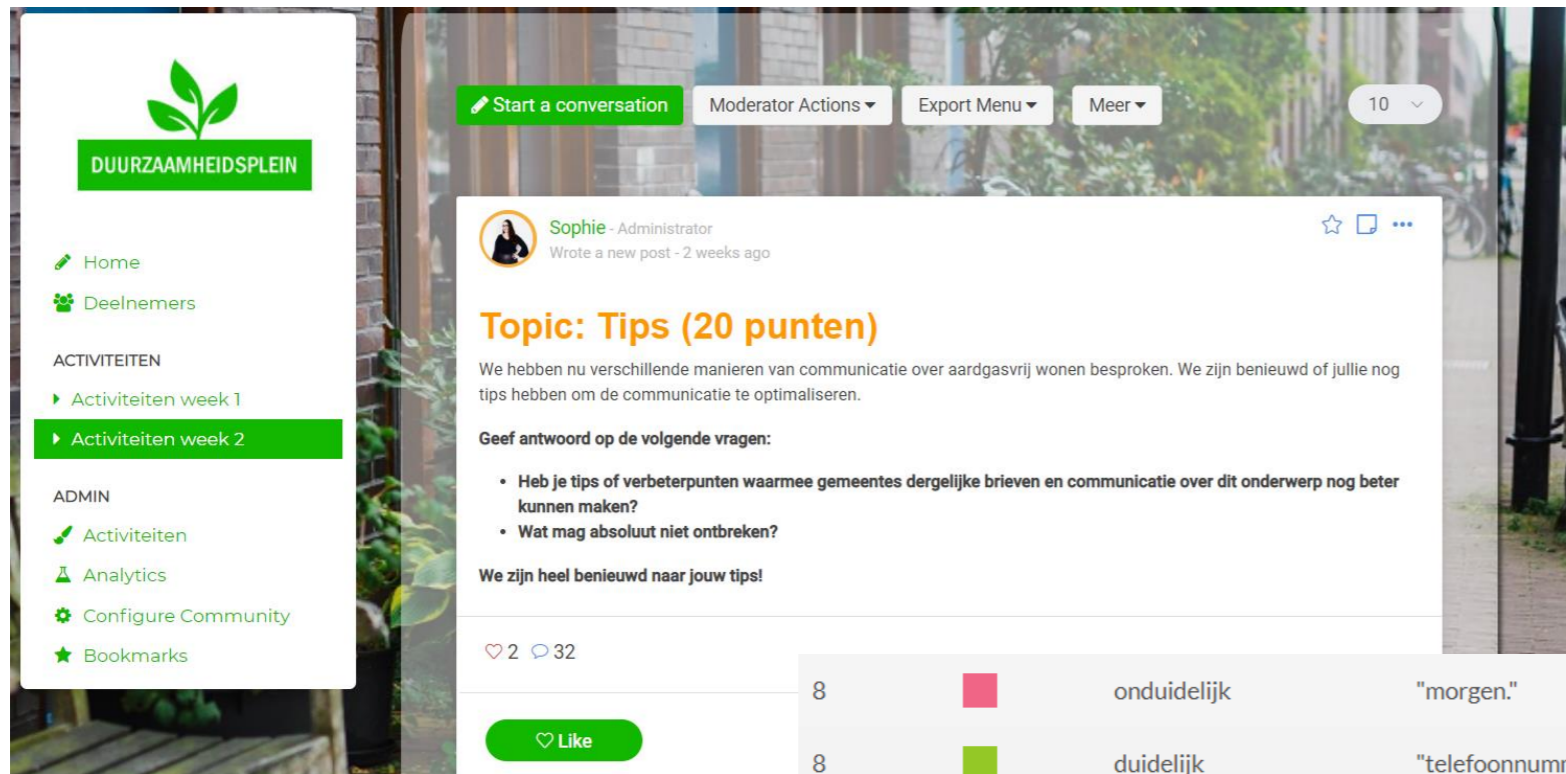 DUURZAAMHEIDSPLEIN
Home
Deelnemers
ACTIVITEITEN
Activiteiten week 1
Activiteiten week 2
ADMIN
Activiteiten
Analytics
Configure Community
Bookmarks
Start a conversation
Moderator Actions
Export Menu
Meer
10
Sophie - Administrator
Wrote a new post - 2 weeks ago
Topic: Tips (20 punten)
We hebben nu verschillende manieren van communicatie over aardgasvrij wonen besproken. We zijn benieuwd of jullie nog
tips hebben om de communicatie te optimaliseren.
Geef antwoord op de volgende vragen:
• Heb je tips of verbeterpunten waarmee gemeentes dergelijke brieven en communicatie over dit onderwerp nog beter
kunnen maken?
• Wat mag absoluut niet ontbreken?
We zijn heel benieuwd naar jouw tips!
2 32
Like
8 onduidelijk "morgen."
8 duidelijk